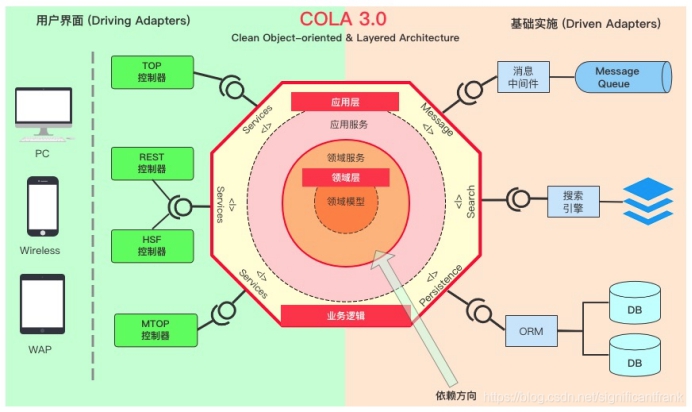 COLA 3.0
Clean Object-oriented & Layered Architecture
用户界面 (Driving Adapters)
基础实施 (Driven Adapters)
PC
Wireless
WAP
TOP
控制器
REST
控制器
HSF
控制器
MTOP
控制器
Services
</>
Services
</>
Services
</>
应用层
应用服务
领域服务
领域层
领域模型
业务逻辑
Message
</>
Search
</>
Persistence
</>
依赖方向
消息
中间件
Message
Queue
搜索
引擎
ORM
DB
DB
https://blog.csdn.net/significantfrank